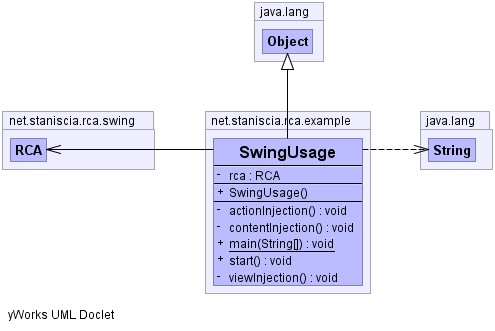 java.lang
Object
net.staniscia.rca.swing
RCA
net.staniscia.rca.example
SwingUsage
- rca : RCA
+ SwingUsage()
- actionInjection() : void
- contentInjection() : void
+ main(String[]) : void
+ start() : void
- viewInjection() : void
java.lang
String
yWorks UML Doclet